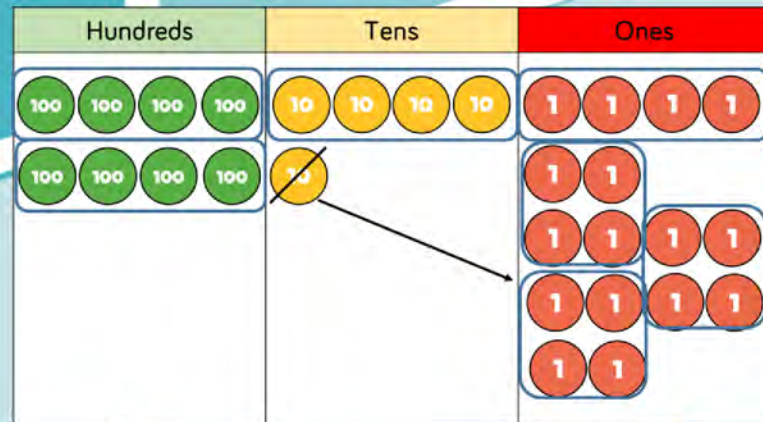 Hundreds Tens Ones
100 100 100 100 10 10 10 10 1 1 1 1
100 100 100 100 10 1 1
1 1 1 1
1 1 1 1
1 1